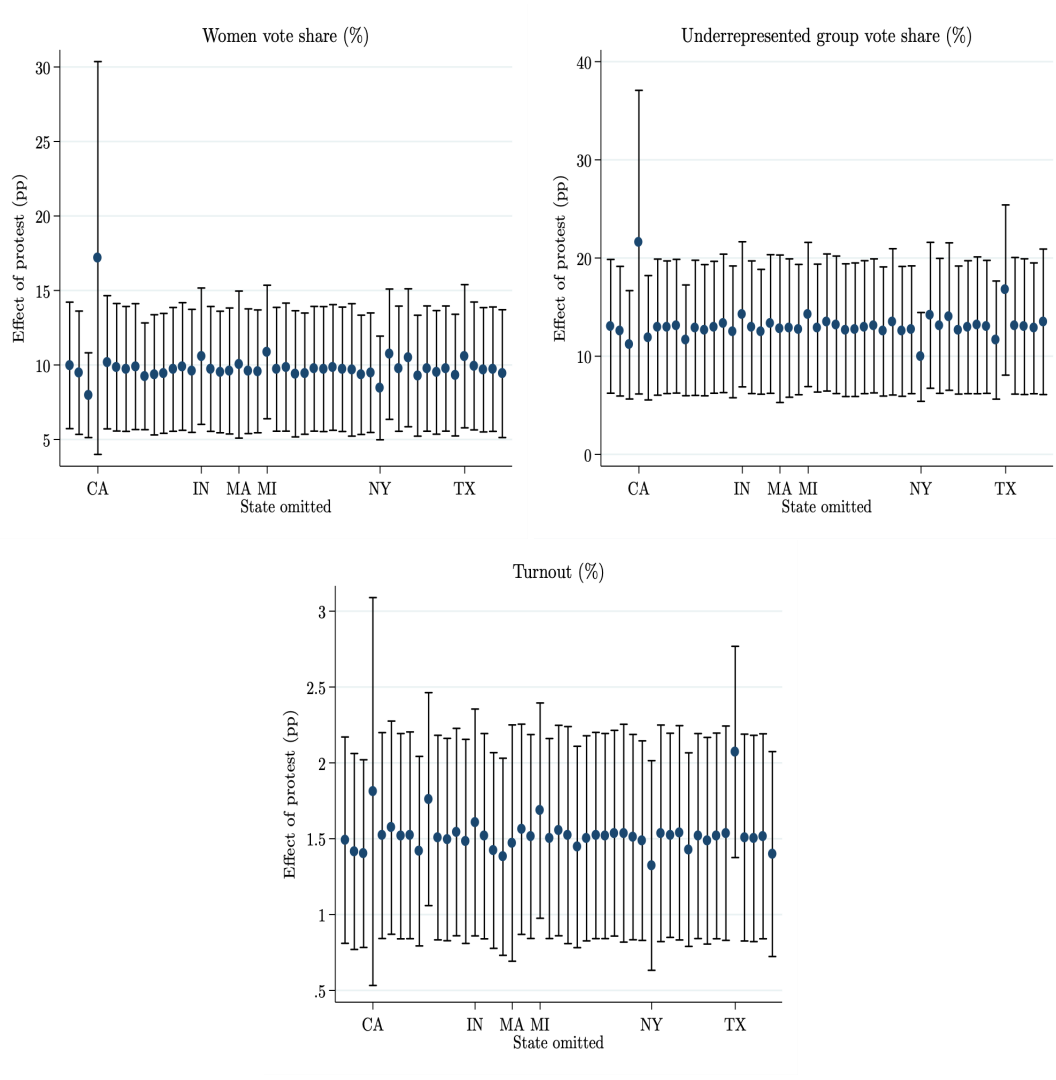 Women vote share (%)
Effect of protest (pp)
30
25
20
15
10
5
CA IN MA MI NY TX
State omitted
Underrepresented group vote share (%)
Effect of protest (pp)
40
30
20
10
0
CA IN MA MI NY TX
State omitted
Turnout (%)
Effect of protest (pp)
3
2.5
2
1.5
1
.5
CA IN MA MI NY TX
State omitted